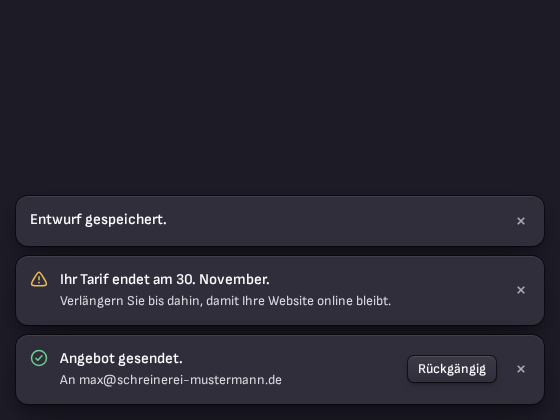 Entwurf gespeichert.
Ihr Tarif endet am 30. November.
Verlängern Sie bis dahin, damit Ihre Website online bleibt.
Angebot gesendet.
An max@schreinerei-mustermann.de
Rückgängig